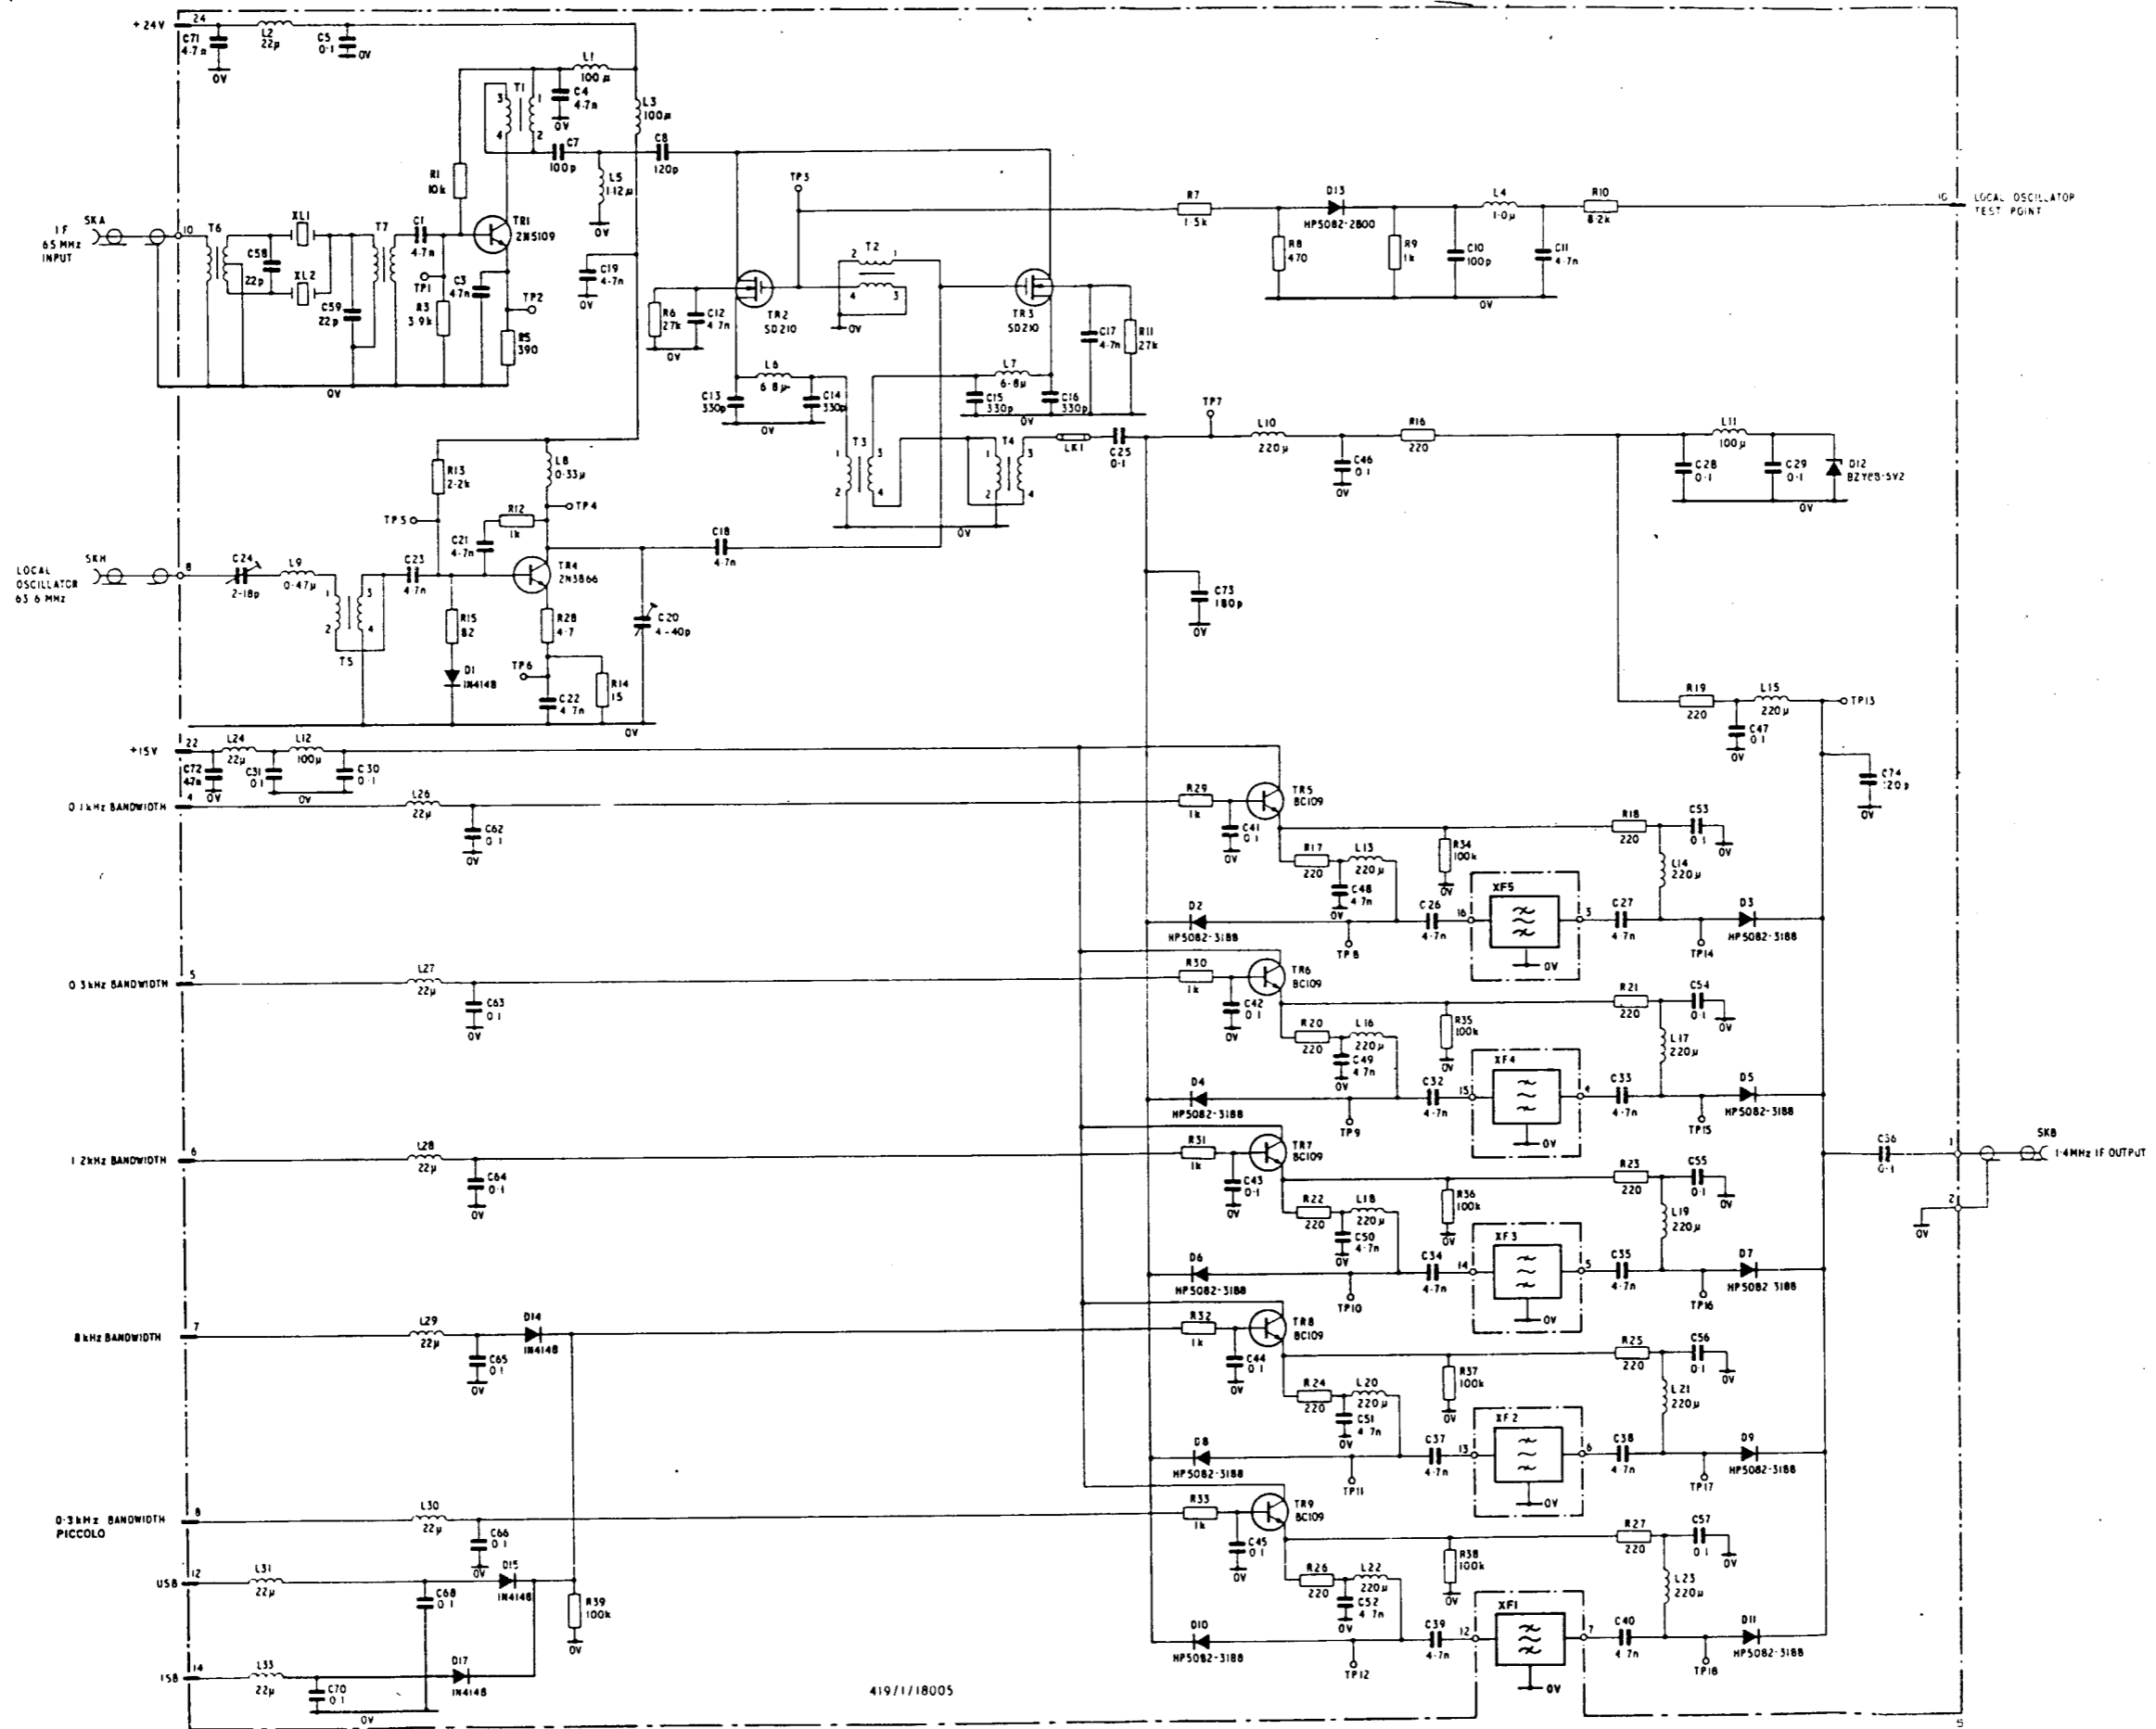 +24V
24
L2
22μ
C71
4·7n
0V
C5
0·1
0V
L1
100μ
T1
3
1
4
2
C4
4·7n
0V
L3
100μ
C7
100p
C8
120p
L5
1·12μ
0V
R1
10k
TP3
R7
1·5k
D13
HP5082-2800
L4
1·0μ
R10
8·2k
LOCAL OSCILLATOR
TEST POINT
R8
470
R9
1k
C10
100p
C11
4·7n
0V
1F
65MHz
INPUT
SKA
10
T6
XL1
C58
22p
XL2
T7
C59
22p
C1
4·7n
TP1
R3
3·9k
C3
47n
TR1
2N5109
TP2
R5
390
0V
C19
4·7n
0V
R6
27k
C12
4·7n
0V
TR2
SD210
T2
2
1
4
3
0V
TR3
SD210
C17
4·7n
R11
27k
L6
6·8μ
C13
330p
C14
330p
0V
L7
6·8μ
C15
330p
C16
330p
0V
T3
1
3
2
4
T4
1
3
2
4
0V
LK1
C25
0·1
TP7
L10
220μ
C46
0·1
0V
R16
220
L11
100μ
C28
0·1
C29
0·1
D12
BZY88-5V2
0V
R13
2·2k
L8
0·33μ
TP5
TP4
R12
1k
C21
4·7n
TR4
2N3866
C18
4·7n
LOCAL
OSCILLATOR
63·6 MHz
SKH
8
C24
2-18p
L9
0·47μ
T5
1
3
2
4
C23
4·7n
R15
82
D1
1N4148
R28
4·7
TP6
C22
4·7n
R14
15
C20
4-40p
0V
C73
180p
0V
R19
220
L15
220μ
TP13
C47
0·1
0V
C74
0V
+15V
22
L24
22μ
L12
100μ
C72
47n
0V
C31
0·1
C30
0·1
0V
0·1kHz BANDWIDTH
4
L26
22μ
C62
0·1
0V
R29
1k
C41
0·1
0V
TR5
BC109
R17
220
L13
220μ
C48
4·7n
0V
R34
100k
0V
R18
220
C53
0·1
0V
L14
220μ
D2
HP5082-3188
TP8
C26
4·7n
16
XF5
3
0V
C27
4·7n
TP14
D3
HP5082-3188
0·3kHz BANDWIDTH
5
L27
22μ
C63
0·1
0V
R30
1k
C42
0·1
0V
TR6
BC109
R20
220
L16
220μ
C49
4·7n
0V
R35
100k
0V
R21
220
C54
0·1
0V
L17
220μ
D4
HP5082-3188
TP9
C32
4·7n
15
XF4
4
0V
C33
4·7n
TP15
D5
HP5082-3188
1·2kHz BANDWIDTH
6
L28
22μ
C64
0·1
0V
R31
1k
C43
0·1
0V
TR7
BC109
R22
220
L18
220μ
C50
4·7n
0V
R36
100k
0V
R23
220
C55
0·1
0V
L19
220μ
C36
0·1
1
SKB
1·4MHz IF OUTPUT
2
0V
D6
HP5082-3188
TP10
C34
4·7n
14
XF3
5
0V
C35
4·7n
TP16
D7
HP5082 3188
8kHz BANDWIDTH
7
L29
22μ
C65
0·1
0V
D14
1N4148
R32
1k
C44
0·1
0V
TR8
BC109
R24
220
L20
220μ
C51
4·7n
0V
R37
100k
0V
R25
220
C56
0·1
0V
L21
220μ
D8
HP5082-3188
TP11
C37
4·7n
13
XF2
6
0V
C38
4·7n
TP17
D9
HP5082-3188
0·3kHz BANDWIDTH
PICCOLO
8
L30
22μ
C66
0·1
0V
R33
1k
C45
0·1
0V
TR9
BC109
R26
220
L22
220μ
C52
4·7n
0V
R38
100k
0V
R27
220
C57
0·1
0V
L23
220μ
D10
HP5082-3188
TP12
C39
4·7n
12
XF1
7
0V
C40
4·7n
TP18
D11
HP5082-3188
USB
12
L31
22μ
C68
0·1
D15
1N4148
R39
100k
0V
ISB
14
L33
22μ
C70
0·1
D17
1N4148
0V
419/1/18005
5